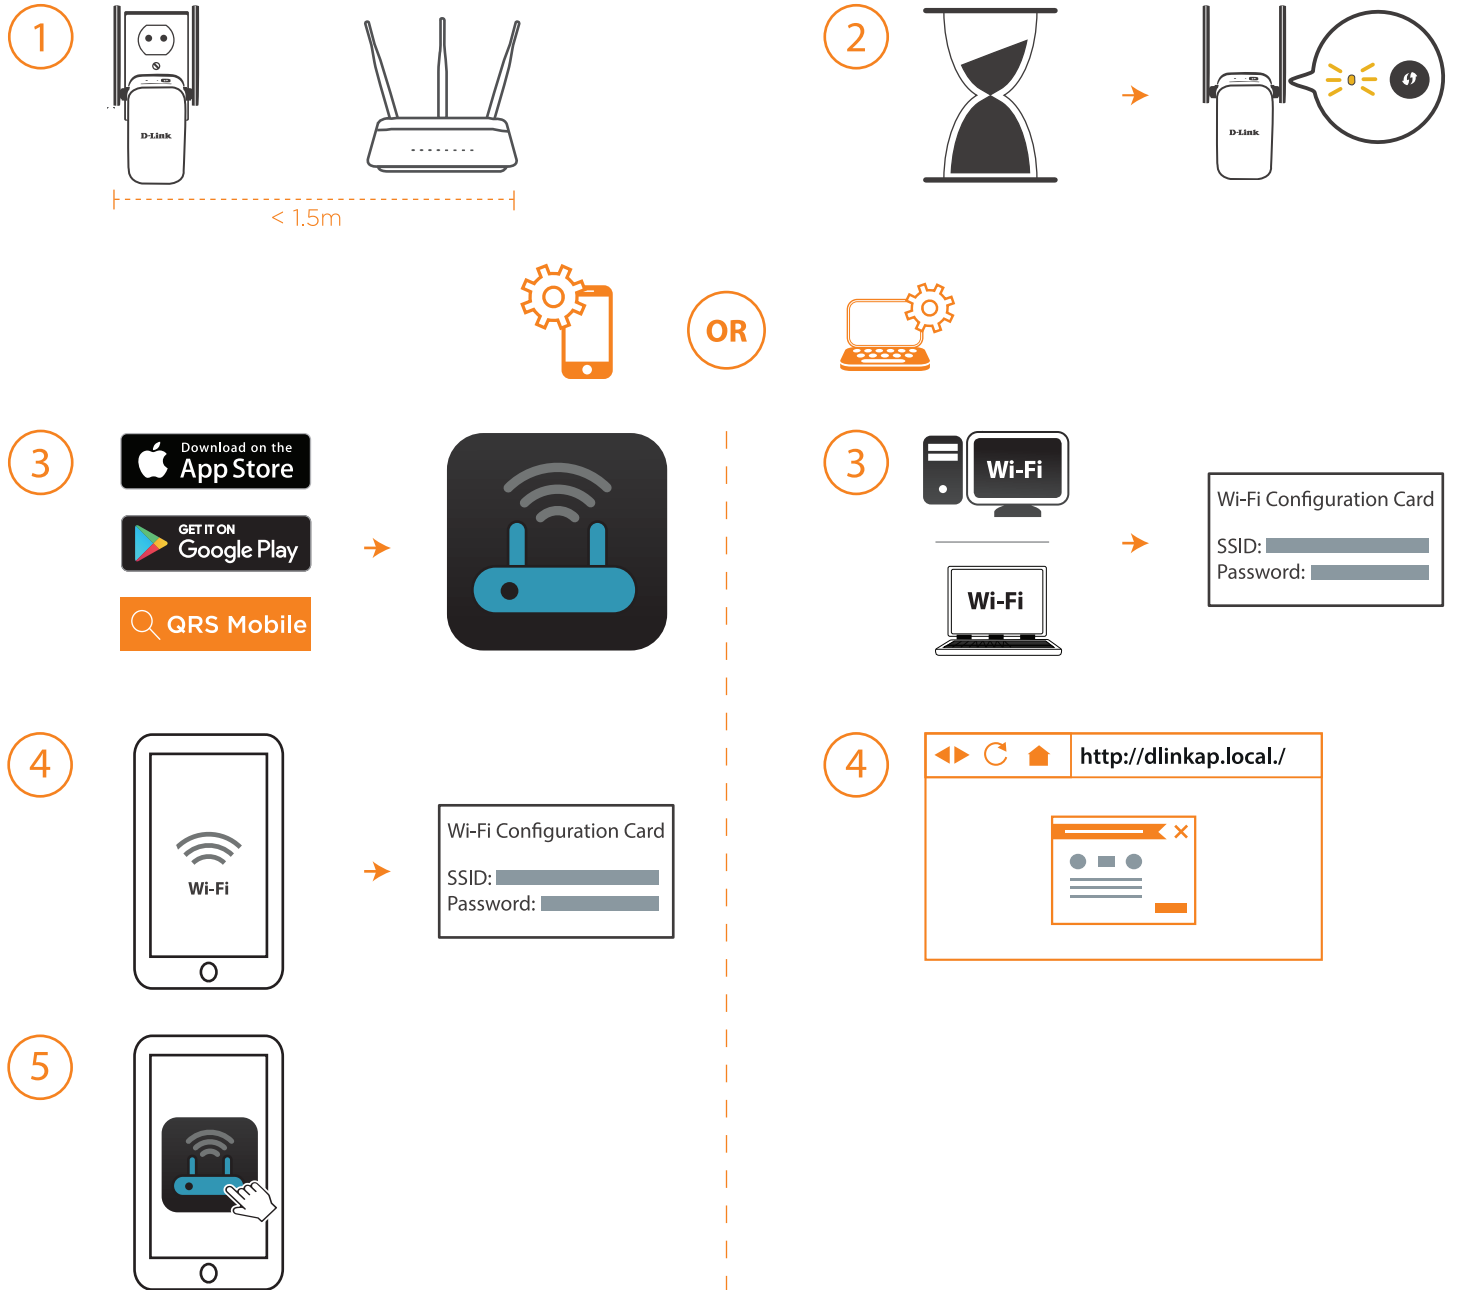 1
D-Link
< 1.5m
2
D-Link
OR
3
Download on the
App Store
GET IT ON
Google Play
QRS Mobile
4
Wi-Fi
Wi-Fi Configuration Card
SSID:
Password:
5
3
Wi-Fi
Wi-Fi
Wi-Fi Configuration Card
SSID:
Password:
4
http://dlinkap.local./